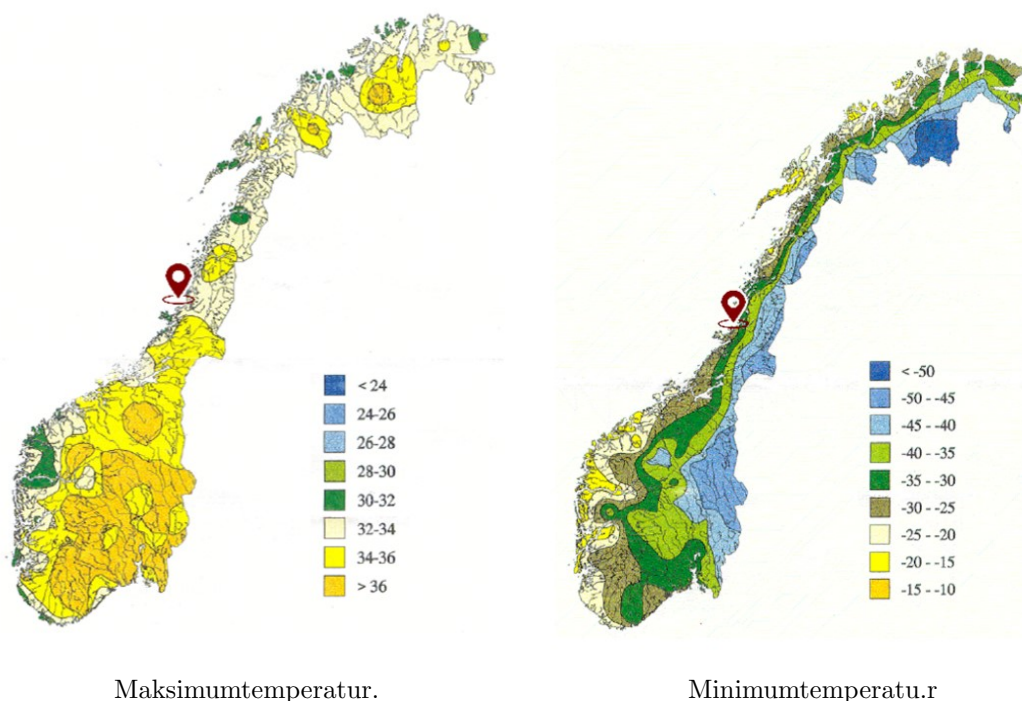 < 24
24-26
26-28
28-30
30-32
32-34
34-36
> 36
< -50
-50 - -45
-45 - -40
-40 - -35
-35 - -30
-30 - -25
-25 - -20
-20 - -15
-15 - -10
Maksimumtemperatur.
Minimumtemperatu.r